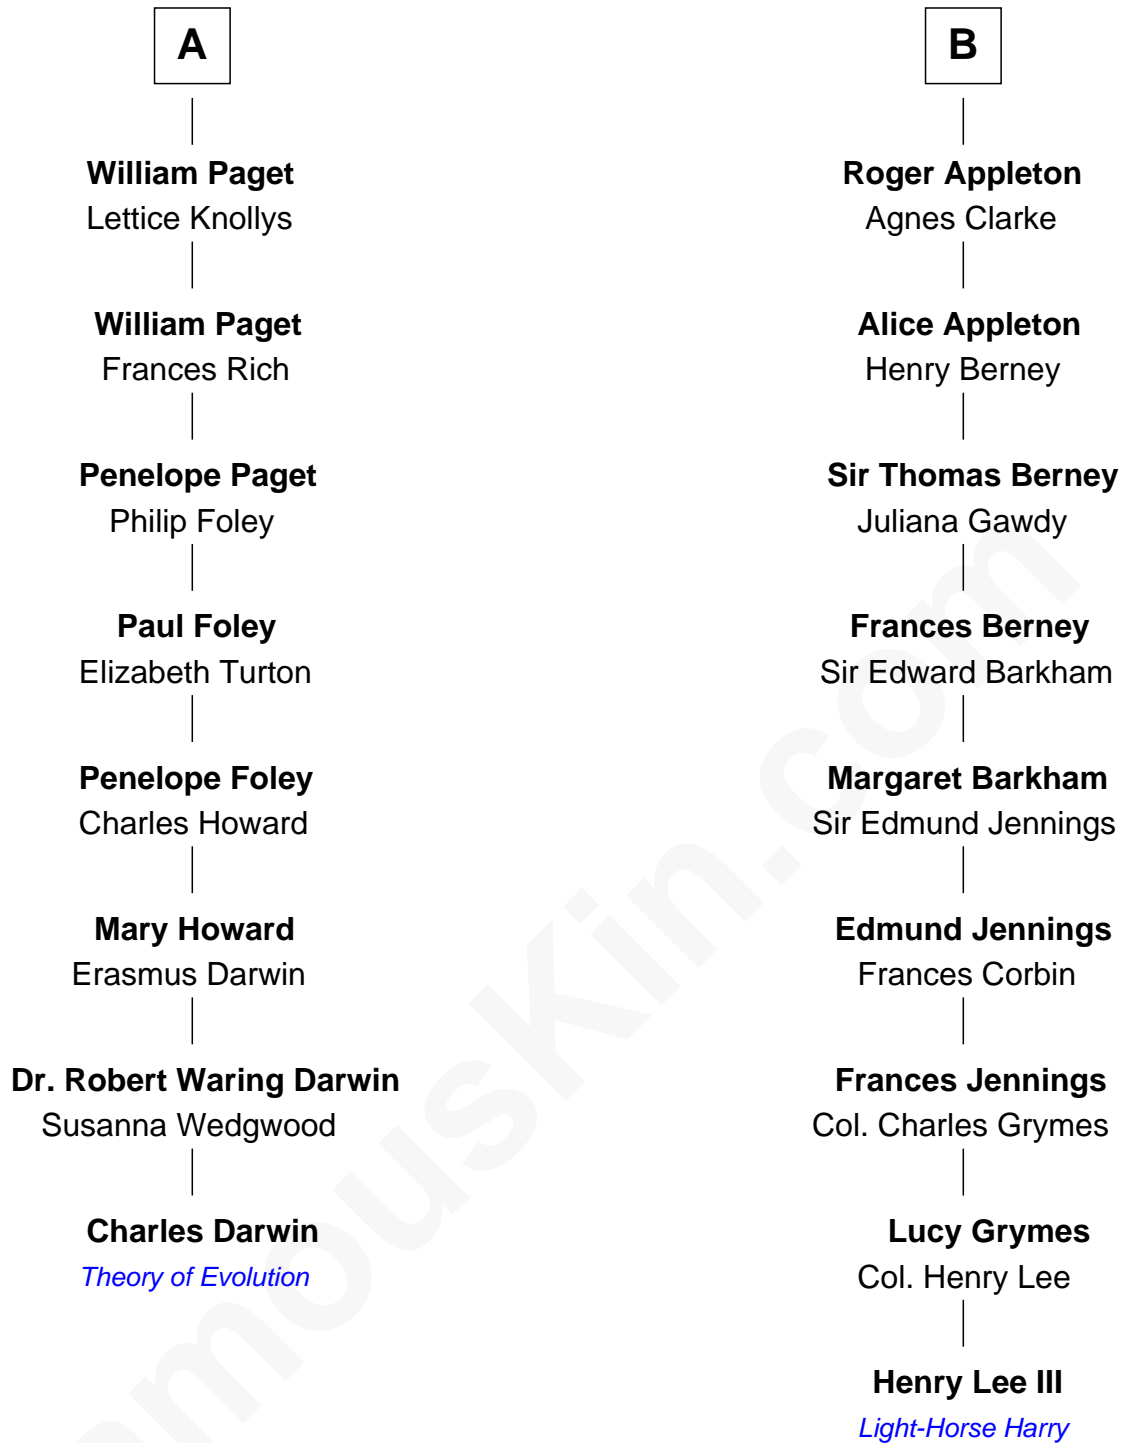 A
William Paget
Lettice Knollys
William Paget
Frances Rich
Penelope Paget
Philip Foley
Paul Foley
Elizabeth Turton
Penelope Foley
Charles Howard
Mary Howard
Erasmus Darwin
Dr. Robert Waring Darwin
Susanna Wedgwood
Charles Darwin
Theory of Evolution
B
Roger Appleton
Agnes Clarke
Alice Appleton
Henry Berney
Sir Thomas Berney
Juliana Gawdy
Frances Berney
Sir Edward Barkham
Margaret Barkham
Sir Edmund Jennings
Edmund Jennings
Frances Corbin
Frances Jennings
Col. Charles Grymes
Lucy Grymes
Col. Henry Lee
Henry Lee III
Light-Horse Harry
amouskin.com